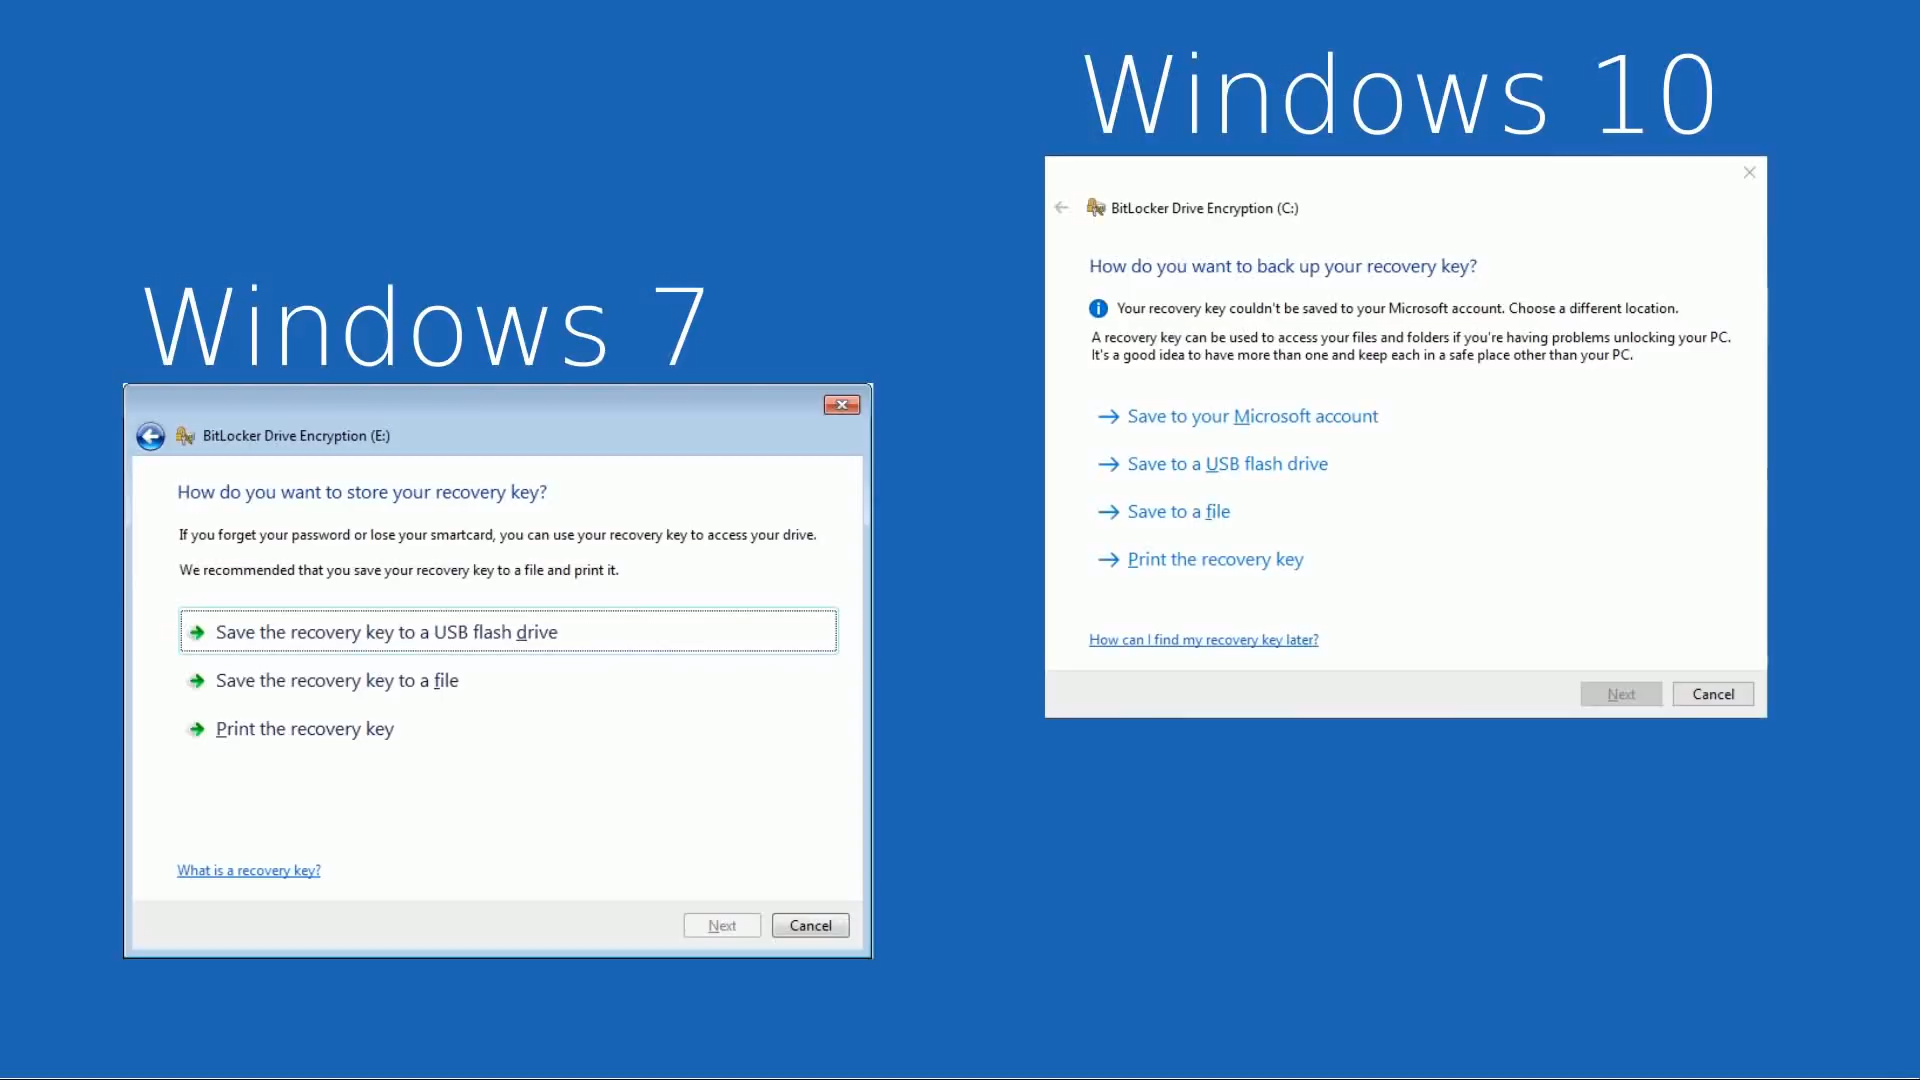 Windows 7
BitLocker Drive Encryption (E:)
How do you want to store your recovery key?
If you forget your password or lose your smartcard, you can use your recovery key to access your drive.
We recommended that you save your recovery key to a file and print it.
Save the recovery key to a USB flash drive
Save the recovery key to a file
Print the recovery key
What is a recovery key?
Next
Cancel
Windows 10
BitLocker Drive Encryption (C:)
How do you want to back up your recovery key?
Your recovery key couldn't be saved to your Microsoft account. Choose a different location.
A recovery key can be used to access your files and folders if you're having problems unlocking your PC.
It's a good idea to have more than one and keep each in a safe place other than your PC.
Save to your Microsoft account
Save to a USB flash drive
Save to a file
Print the recovery key
How can I find my recovery key later?
Next
Cancel